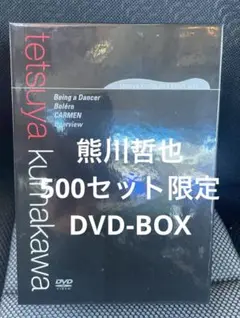 tetsuya kumakawa
Being a Dancer
Boléro
CARMEN
Interview
熊川哲也
500セット限定
DVD-BOX
DVD
VIDEO